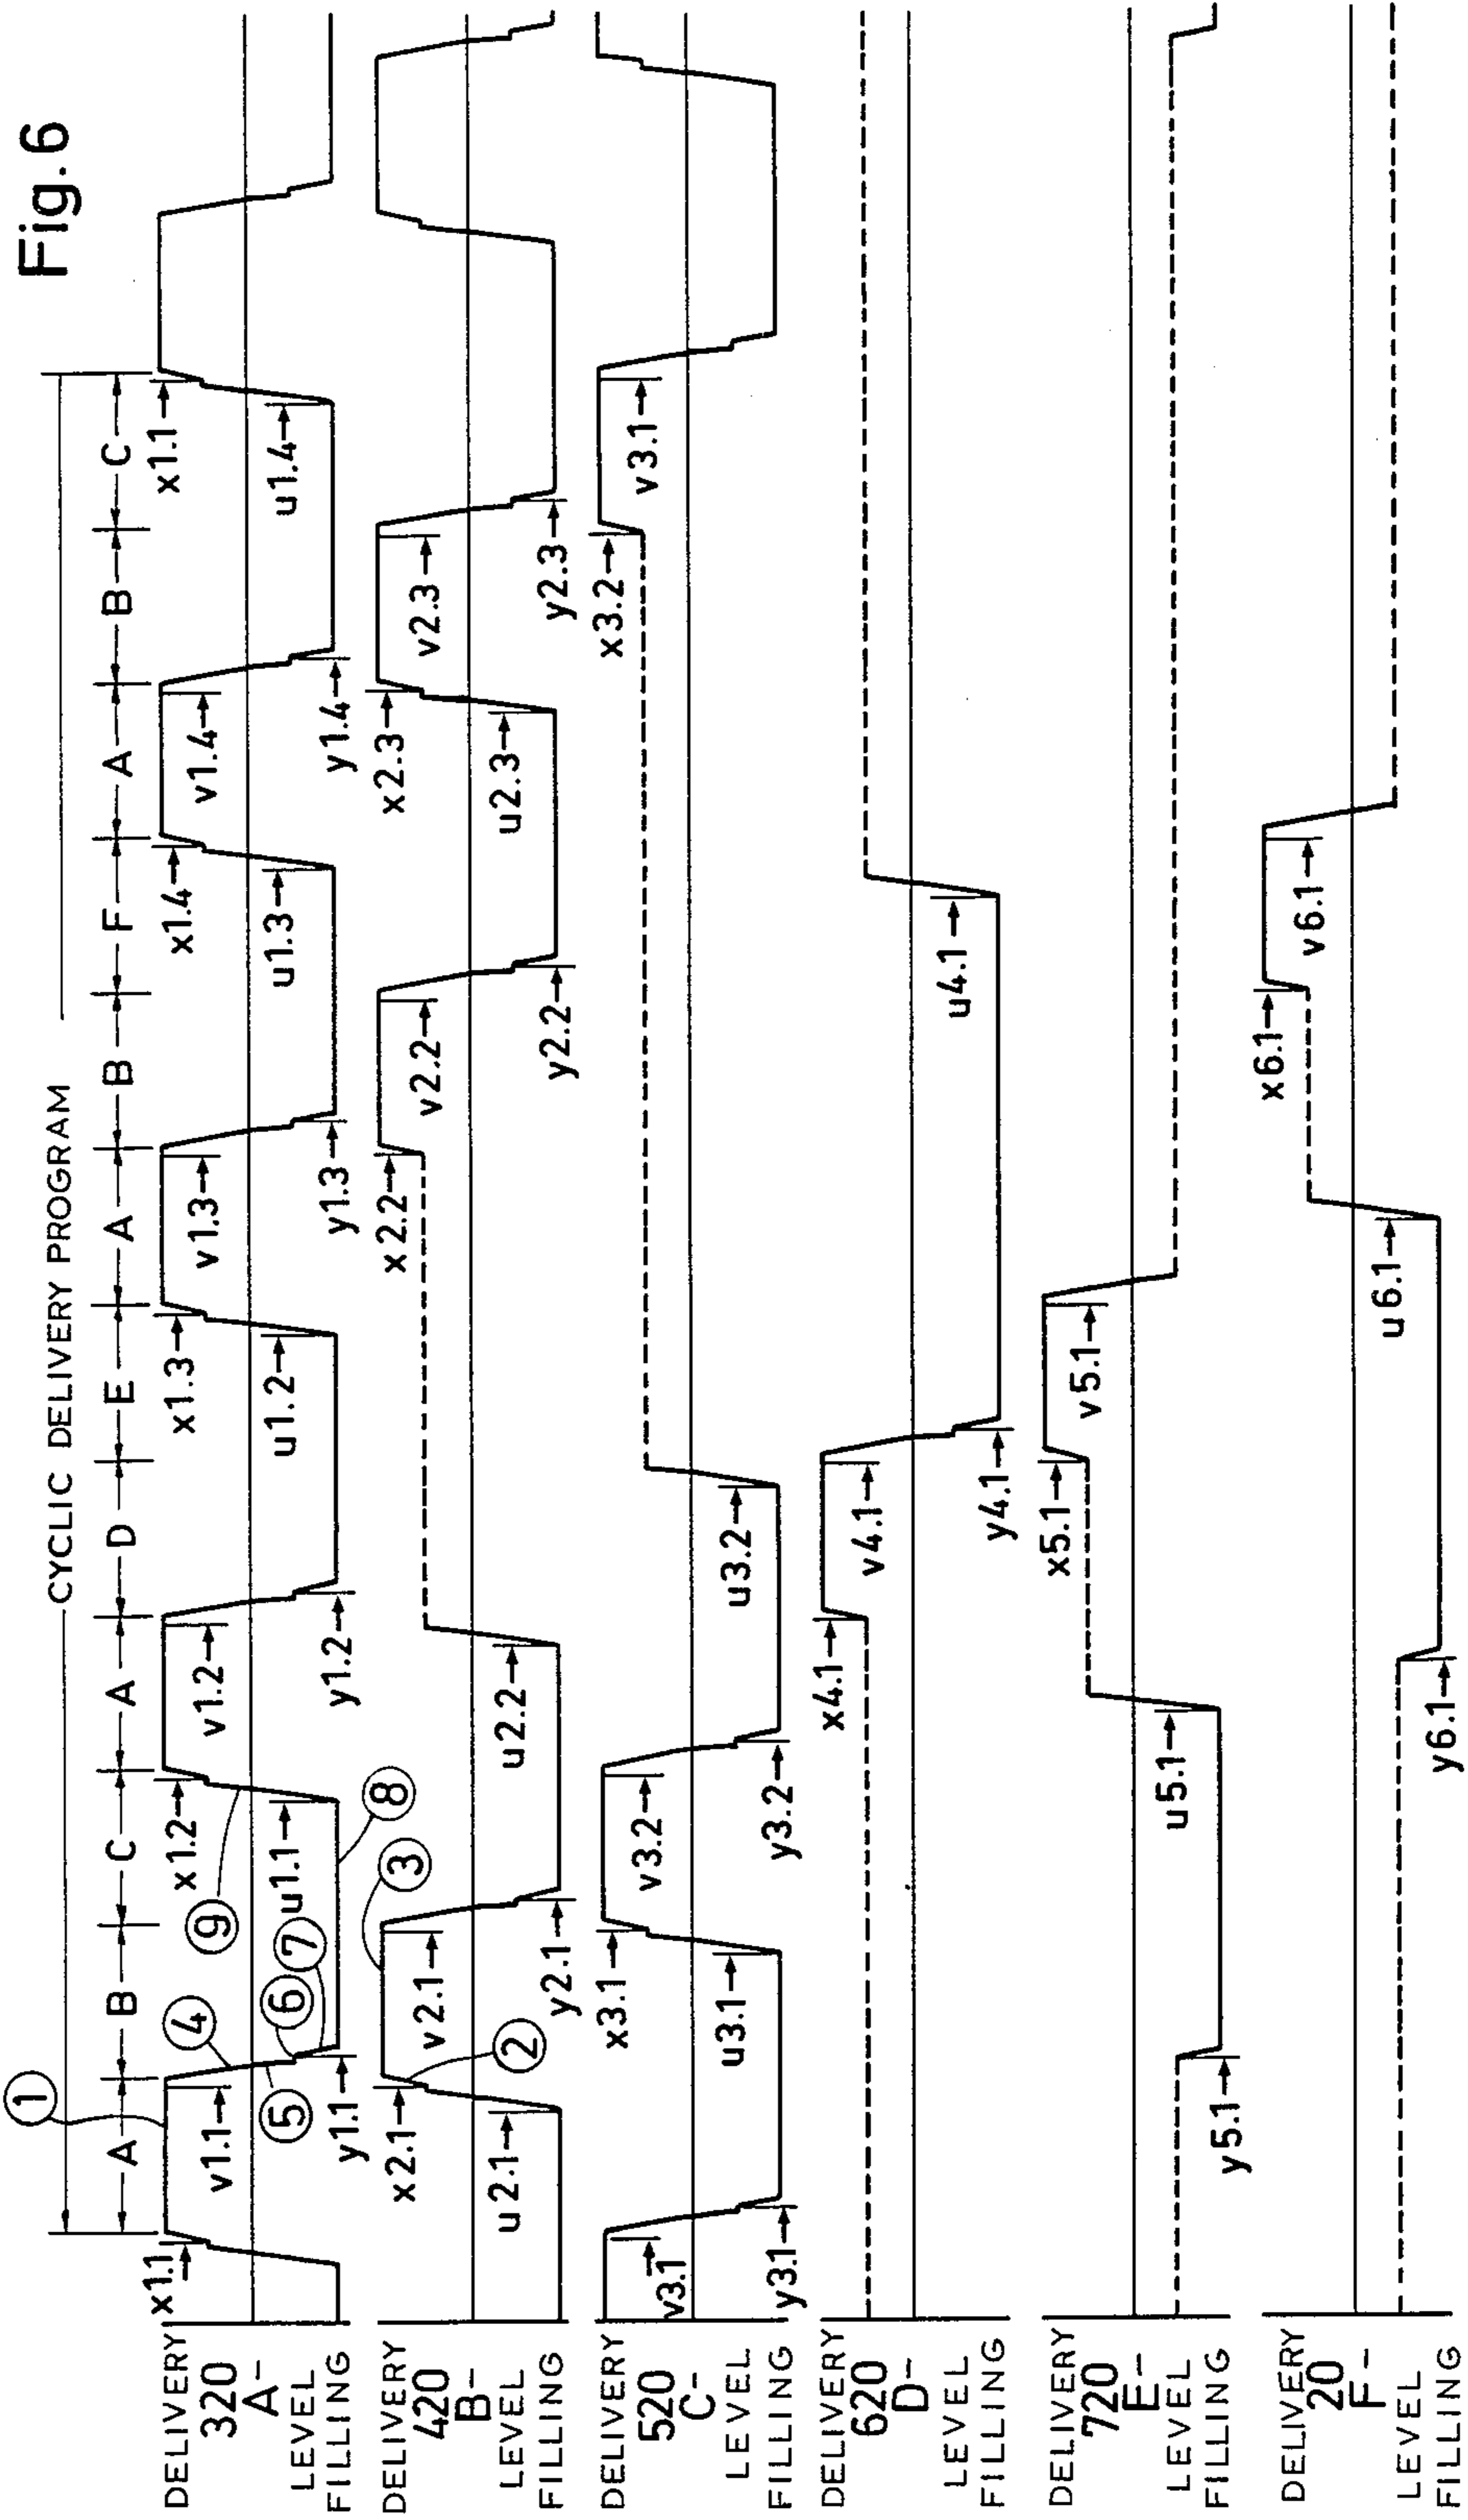 Fig.6
CYCLIC DELIVERY PROGRAM
A B C A D E A B F A B C
1
DELIVERY
320
A-
LEVEL
FILLING
x1.1 v1.1 y1.1 u1.1 x1.2 v1.2 y1.2 u1.2 x1.3 v1.3 y1.3 u1.3 x1.4 v1.4 y1.4 u1.4 x1.1
4 5 6 7 9 8
DELIVERY
420
B-
LEVEL
FILLING
u2.1 x2.1 v2.1 y2.1 u2.2 x2.2 v2.2 y2.2 u2.3 x2.3 v2.3 y2.3
2 3
DELIVERY
520
C-
LEVEL
FILLING
v3.1 y3.1 u3.1 x3.1 v3.2 y3.2 u3.2 x3.2 v3.1
DELIVERY
620
D-
LEVEL
FILLING
x4.1 v4.1 y4.1 u4.1
DELIVERY
720
E-
LEVEL
FILLING
y5.1 u5.1 x5.1 v5.1
DELIVERY
20
F-
LEVEL
FILLING
y6.1 u6.1 x6.1 v6.1